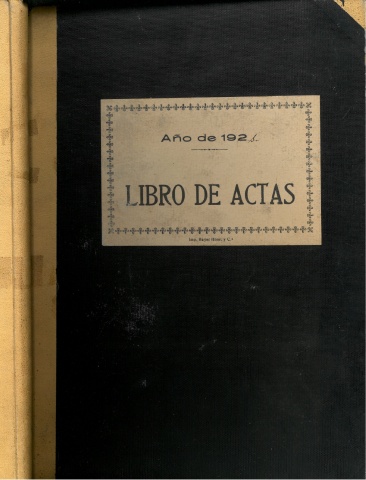 Año de 192
LIBRO DE ACTAS